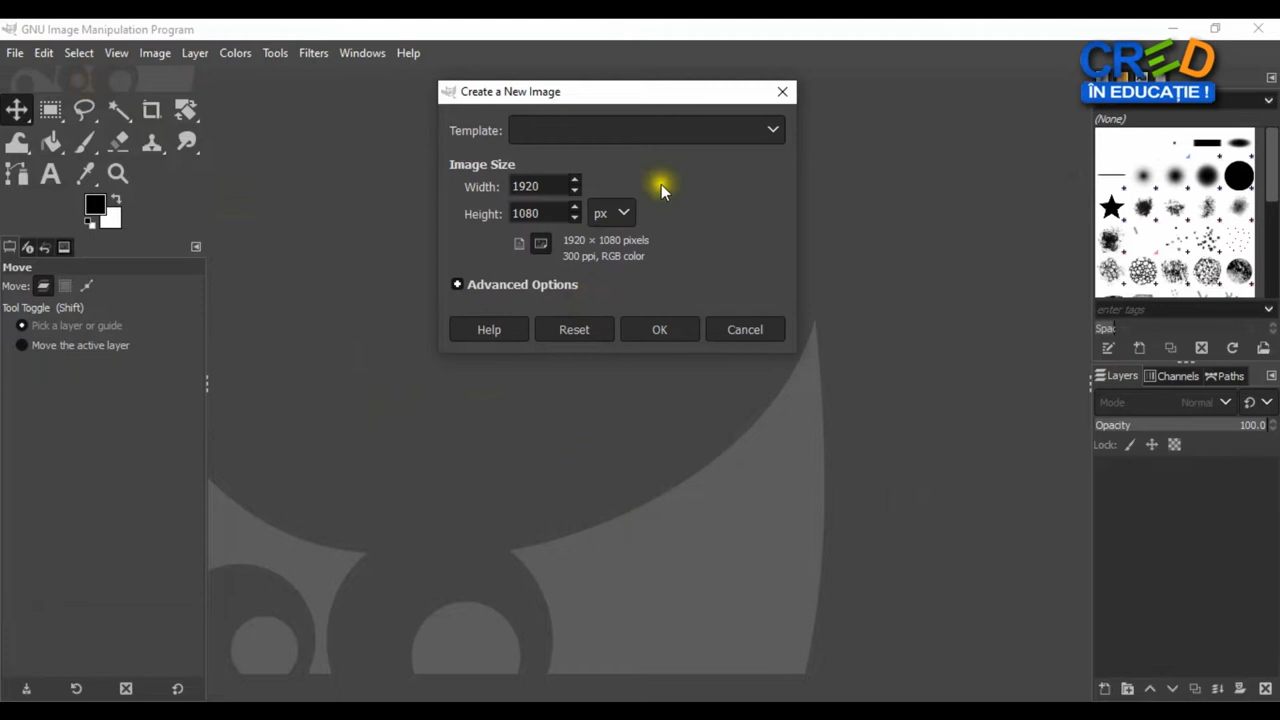 GNU Image Manipulation Program
File Edit Select View Image Layer Colors Tools Filters Windows Help
CRED
ÎN EDUCAȚIE !
Create a New Image
Template:
Image Size
Width: 1920
Height: 1080 px
1920 × 1080 pixels
300 ppi, RGB color
Advanced Options
Help Reset OK Cancel
Move
Move:
Tool Toggle (Shift)
Pick a layer or guide
Move the active layer
(None)
enter tags
Layers Channels Paths
Mode Normal
Opacity 100.0
Lock: